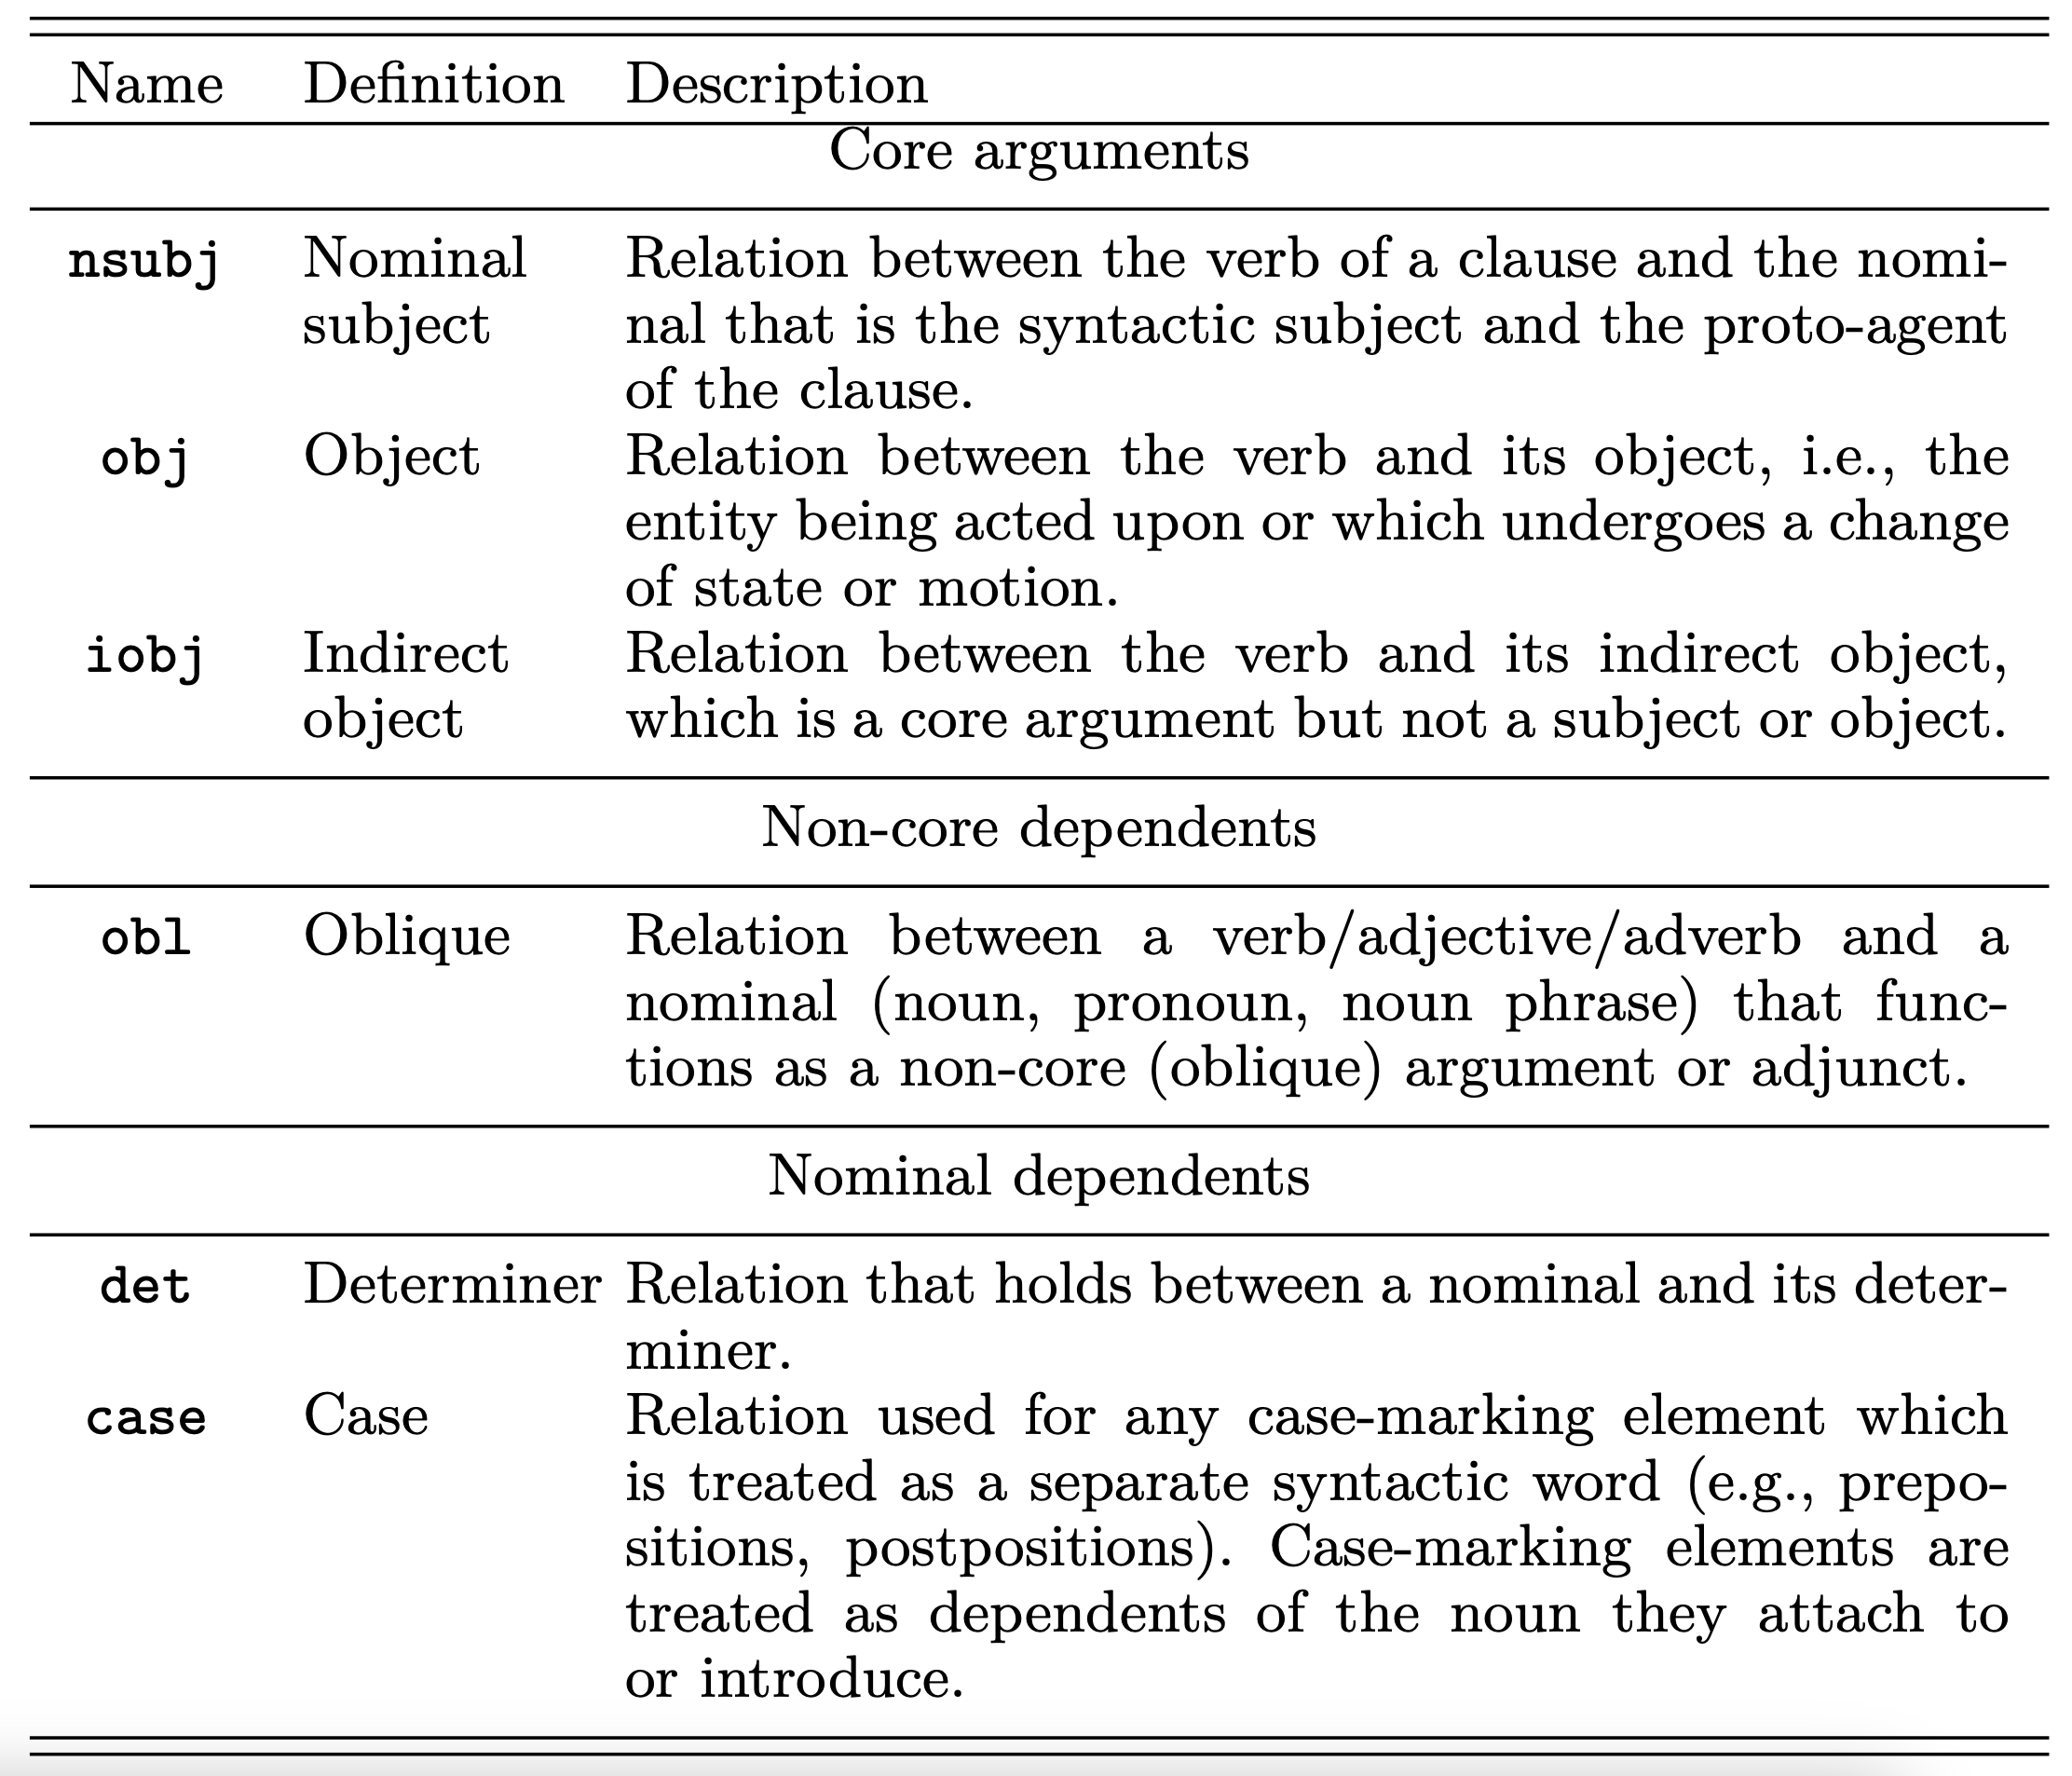 Name Definition Description
Core arguments
nsubj Nominal Relation between the verb of a clause and the nomi-
subject nal that is the syntactic subject and the proto-agent
of the clause.
obj Object Relation between the verb and its object, i.e., the
entity being acted upon or which undergoes a change
of state or motion.
iobj Indirect Relation between the verb and its indirect object,
object which is a core argument but not a subject or object.
Non-core dependents
obl Oblique Relation between a verb/adjective/adverb and a
nominal (noun, pronoun, noun phrase) that func-
tions as a non-core (oblique) argument or adjunct.
Nominal dependents
det Determiner Relation that holds between a nominal and its deter-
miner.
case Case Relation used for any case-marking element which
is treated as a separate syntactic word (e.g., prepo-
sitions, postpositions). Case-marking elements are
treated as dependents of the noun they attach to
or introduce.